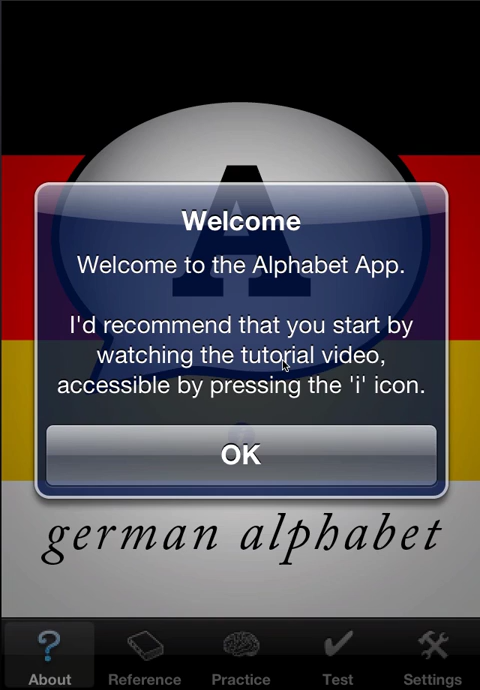 A
Welcome
Welcome to the Alphabet App.
I'd recommend that you start by
watching the tutorial video,
accessible by pressing the 'i' icon.
OK
german alphabet
?
About
Reference
Practice
Test
Settings